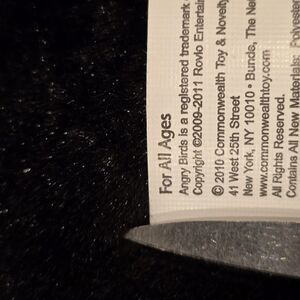 For All Ages
Angry Birds is a registered trademark
Copyright ©2009-2011 Rovio Entertai
© 2010 Commonwealth Toy & Novelty
41 West 25th Street
New York, NY 10010 • Bunde, The Ne
www.commonwealthtoy.com
All Rights Reserved.
Contains All New Materials: Polyester